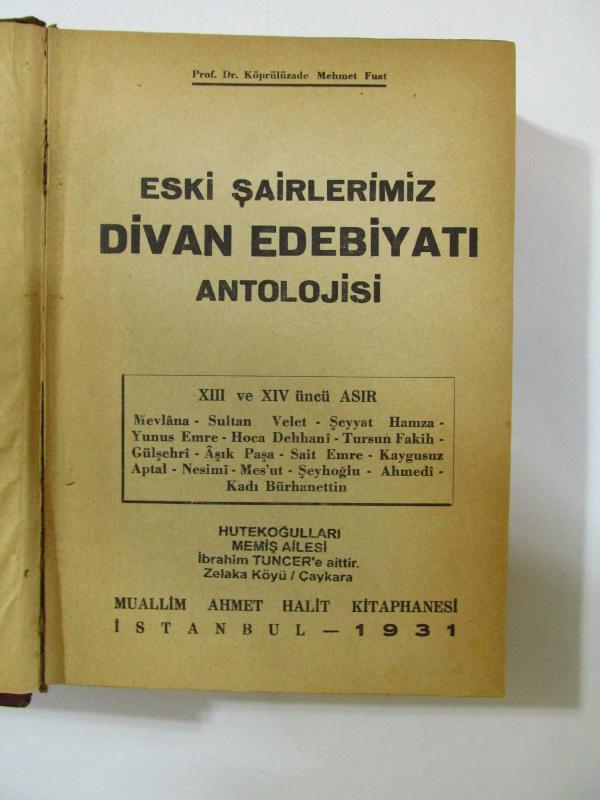 Prof. Dr. Köprülüzade Mehmet Fuat
ESKİ ŞAİRLERİMİZ
DİVAN EDEBİYATI
ANTOLOJİSİ
XIII ve XIV üncü ASIR
Mevlâna - Sultan Velet - Şeyyat Hamza -
Yunus Emre - Hoca Dehhanî - Tursun Fakih -
Gülşehrî - Âşık Paşa - Sait Emre - Kaygusuz
Aptal - Nesimî - Mes'ut - Şeyhoğlu - Ahmedî -
Kadı Bürhanettin
HUTEKOĞULLARI
MEMİŞ AİLESİ
İbrahim TUNCER'e aittir.
Zelaka Köyü / Çaykara
MUALLİM AHMET HALİT KİTAPHANESİ
İSTANBUL — 1931